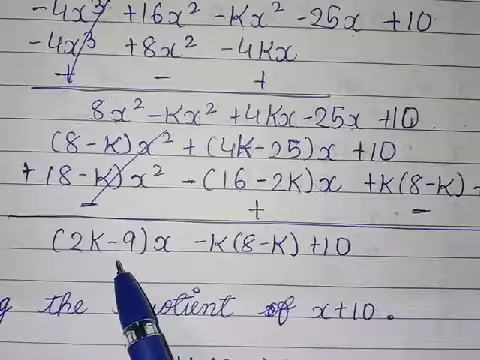 -4x³ +16x² -Kx² -25x +10
-4x³ +8x² -4Kx
+ - +
8x² -Kx² +4Kx -25x +10
(8-K)x² +(4K-25)x +10
+(8-K)x² -(16-2K)x +K(8-K)
- + -
(2K-9)x -K(8-K)+10
the of x+10.